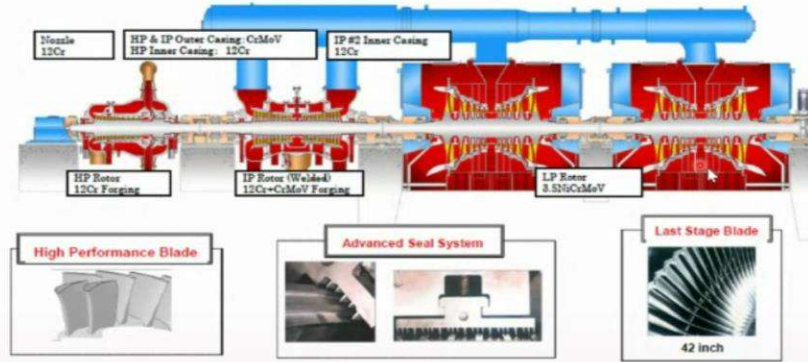 Nozzle
12Cr
HP & IP Outer Casing: CrMoV
HP Inner Casing: 12Cr
IP #2 Inner Casing
12Cr
HP Rotor
12Cr Forging
IP Rotor (Welded)
12Cr+CrMoV Forging
LP Rotor
3.5NiCrMoV
High Performance Blade
Advanced Seal System
Last Stage Blade
42 inch